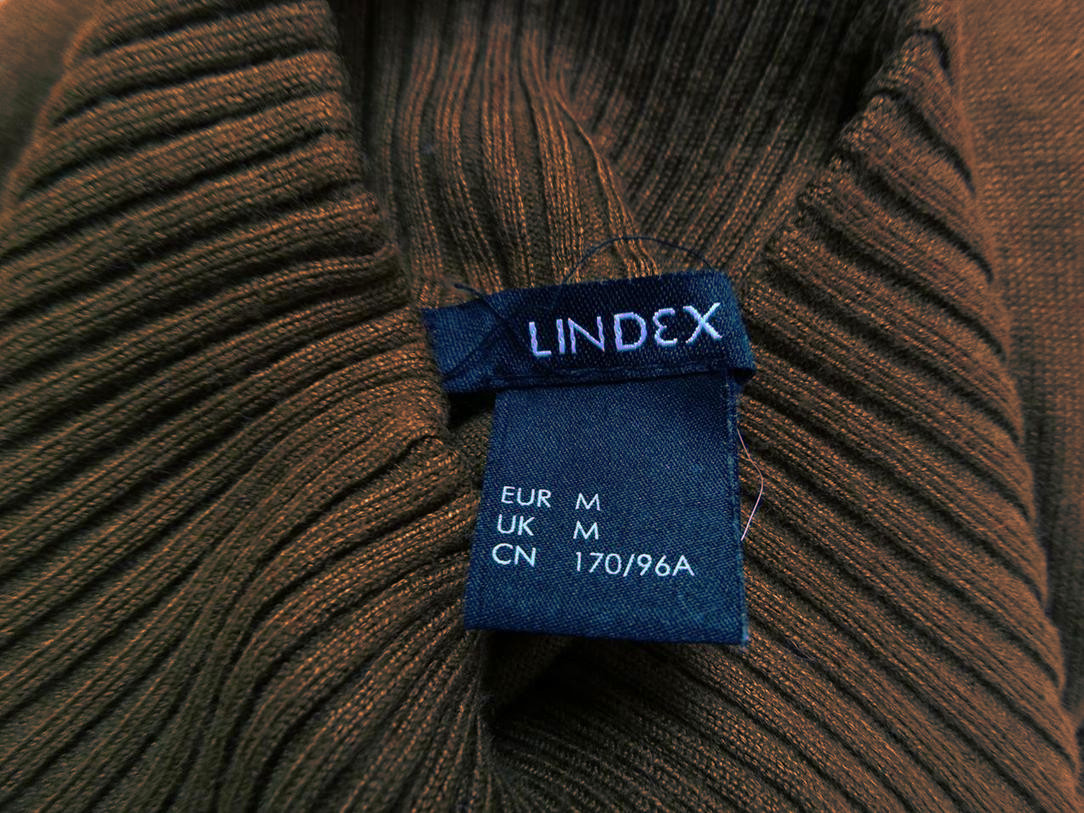 LINDEX
EUR M
UK M
CN 170/96A